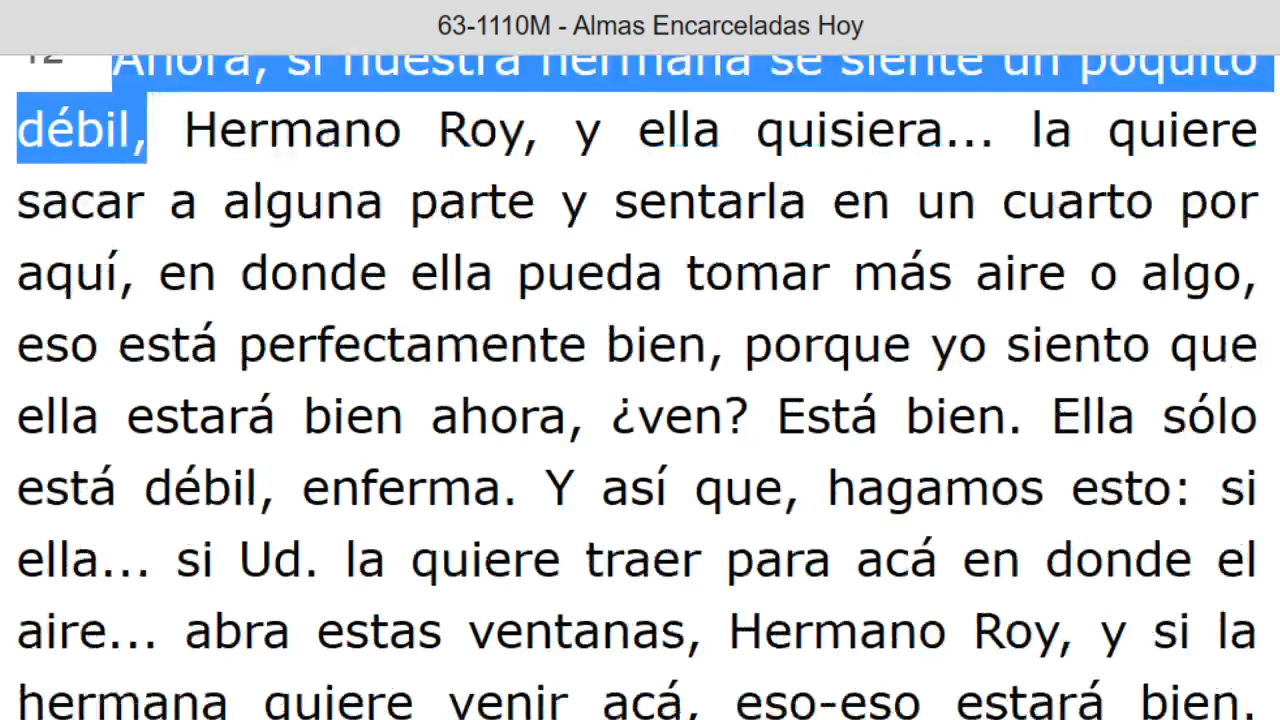 63-1110M - Almas Encarceladas Hoy
12 Ahora, si nuestra hermana se siente un poquito
débil, Hermano Roy, y ella quisiera... la quiere
sacar a alguna parte y sentarla en un cuarto por
aquí, en donde ella pueda tomar más aire o algo,
eso está perfectamente bien, porque yo siento que
ella estará bien ahora, ¿ven? Está bien. Ella sólo
está débil, enferma. Y así que, hagamos esto: si
ella... si Ud. la quiere traer para acá en donde el
aire... abra estas ventanas, Hermano Roy, y si la
hermana quiere venir acá, eso-eso estará bien.